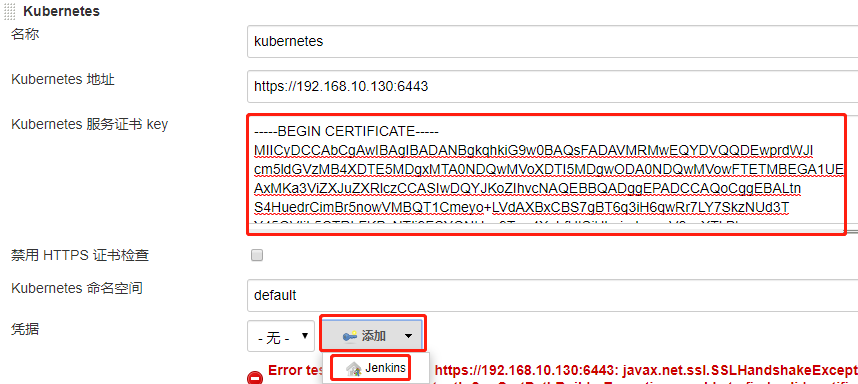 Kubernetes
名称
kubernetes
Kubernetes 地址
https://192.168.10.130:6443
Kubernetes 服务证书 key
-----BEGIN CERTIFICATE-----
MIICyDCCAbCgAwIBAgIBADANBgkqhkiG9w0BAQsFADAVMRMwEQYDVQQDEwprdWJl
cm5ldGVzMB4XDTE5MDgxMTA0NDQwMVoXDTI5MDgwODA0NDQwMVowFTETMBEGA1UE
AxMKa3ViZXJuZXRlczCCASIwDQYJKoZIhvcNAQEBBQADggEPADCCAQoCggEBALtn
S4HuedrCimBr5nowVMBQT1Cmeyo+LVdAXBxCBS7gBT6q3iH6qwRr7LY7SkzNUd3T
禁用 HTTPS 证书检查
Kubernetes 命名空间
default
凭据
- 无 -
添加
Jenkins
Error tes
https://192.168.10.130:6443: javax.net.ssl.SSLHandshakeExcept